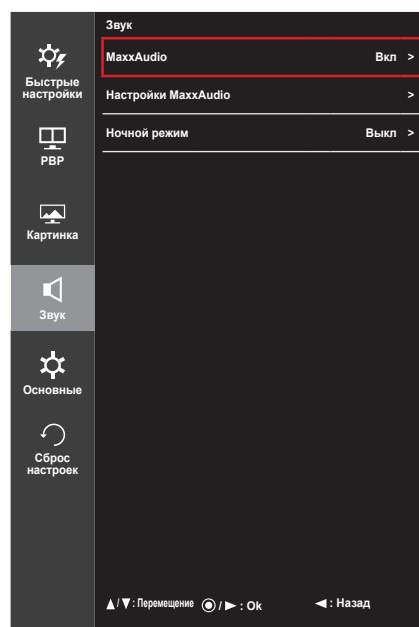 Звук
MaxxAudio Вкл >
Настройки MaxxAudio >
Ночной режим Выкл >
Быстрые
настройки
PBP
Картинка
Звук
Основные
Сброс
настроек
▲/▼: Перемещение ◉/►: Ok ◄: Назад